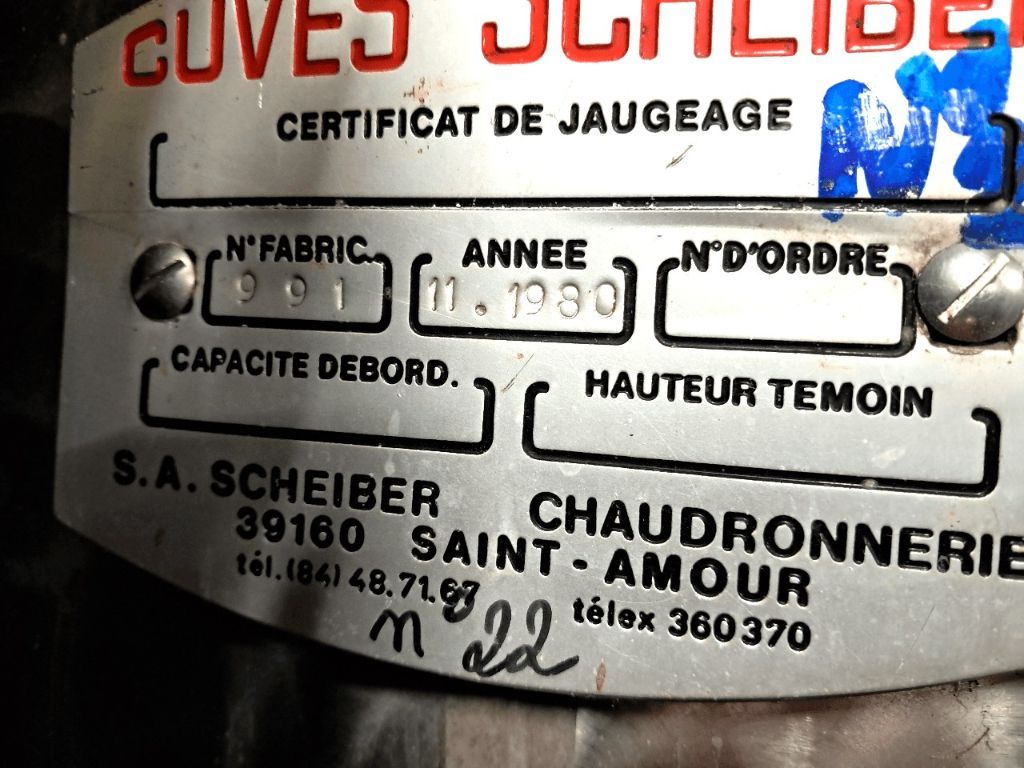 CUVES SCHEIBER
CERTIFICAT DE JAUGEAGE
N° FABRIC. ANNEE N° D'ORDRE
991 11.1980
CAPACITE DEBORD. HAUTEUR TEMOIN
S.A. SCHEIBER CHAUDRONNERIE
39160 SAINT-AMOUR
tél.(84) 48.71.67 télex 360370
n° 22